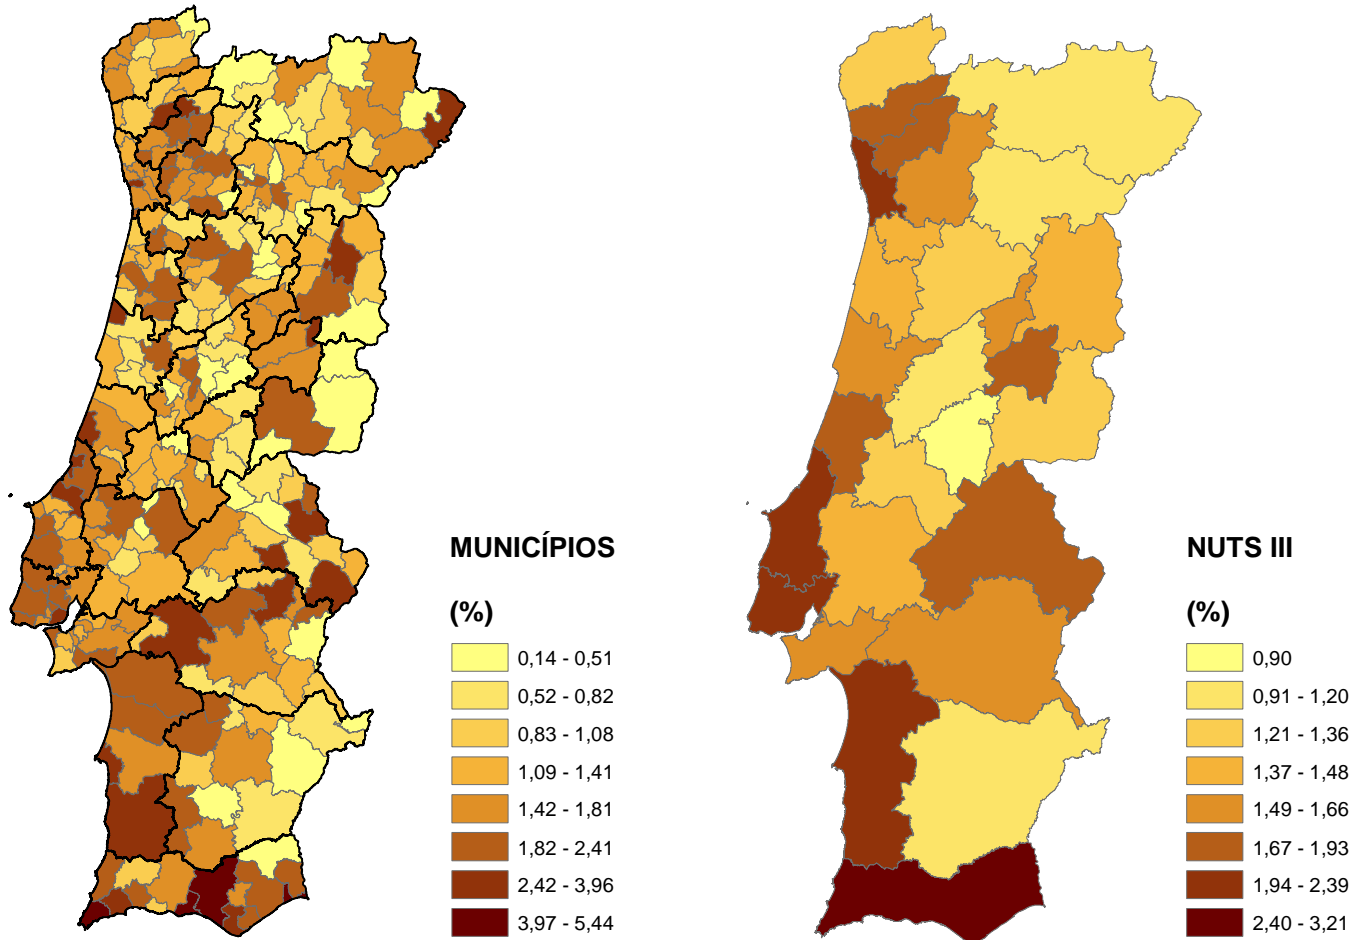 MUNICÍPIOS
(%)
0,14 - 0,51
0,52 - 0,82
0,83 - 1,08
1,09 - 1,41
1,42 - 1,81
1,82 - 2,41
2,42 - 3,96
3,97 - 5,44
NUTS III
(%)
0,90
0,91 - 1,20
1,21 - 1,36
1,37 - 1,48
1,49 - 1,66
1,67 - 1,93
1,94 - 2,39
2,40 - 3,21